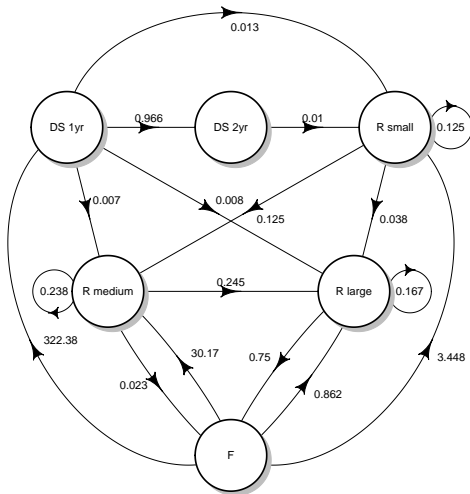 0.013
DS 1yr
0.966
DS 2yr
0.01
R small
0.125
0.007
0.008
0.125
0.038
0.238
R medium
0.245
R large
0.167
322.38
30.17
0.75
3.448
0.023
0.862
F